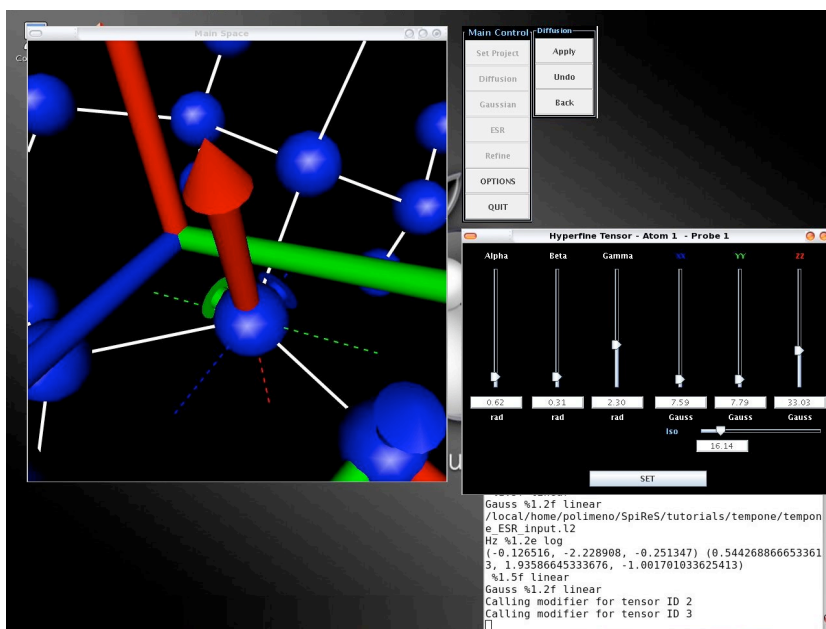 Co
Main Space
Main Control
Set Project
Diffusion
Gaussian
ESR
Refine
OPTIONS
QUIT
Diffusion
Apply
Undo
Back
Hyperfine Tensor - Atom 1 - Probe 1
Alpha Beta Gamma XX YY ZZ
0.62 0.31 2.30 7.59 7.79 33.03
rad rad rad Gauss Gauss Gauss
Iso
16.14
SET
u
Gauss %1.2f linear
/local/home/polimeno/SpiReS/tutorials/tempone/tempon
e_ESR_input.l2
Hz %1.2e log
(-0.126516, -2.228908, -0.251347) (0.544268866653361
3, 1.93586645333676, -1.001701033625413)
%1.5f linear
Gauss %1.2f linear
Calling modifier for tensor ID 2
Calling modifier for tensor ID 3